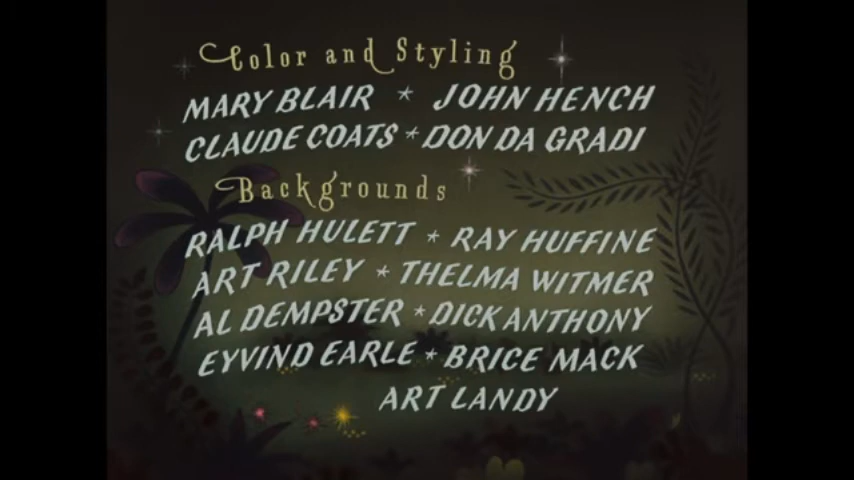 Color and Styling
MARY BLAIR * JOHN HENCH
CLAUDE COATS * DON DA GRADI
Backgrounds
RALPH HULETT * RAY HUFFINE
ART RILEY * THELMA WITMER
AL DEMPSTER * DICK ANTHONY
EYVIND EARLE * BRICE MACK
ART LANDY